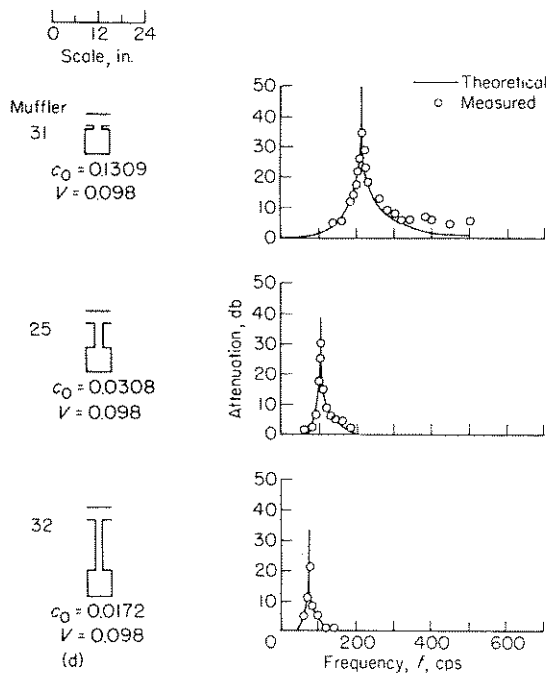 0 12 24
Scale, in.
Muffler
31
c₀ = 0.1309
V = 0.098
50
40
30
20
10
0
Theoretical
Measured
25
c₀ = 0.0308
V = 0.098
Attenuation, db
50
40
30
20
10
0
32
c₀ = 0.0172
V = 0.098
(d)
50
40
30
20
10
0 200 400 600
Frequency, f, cps